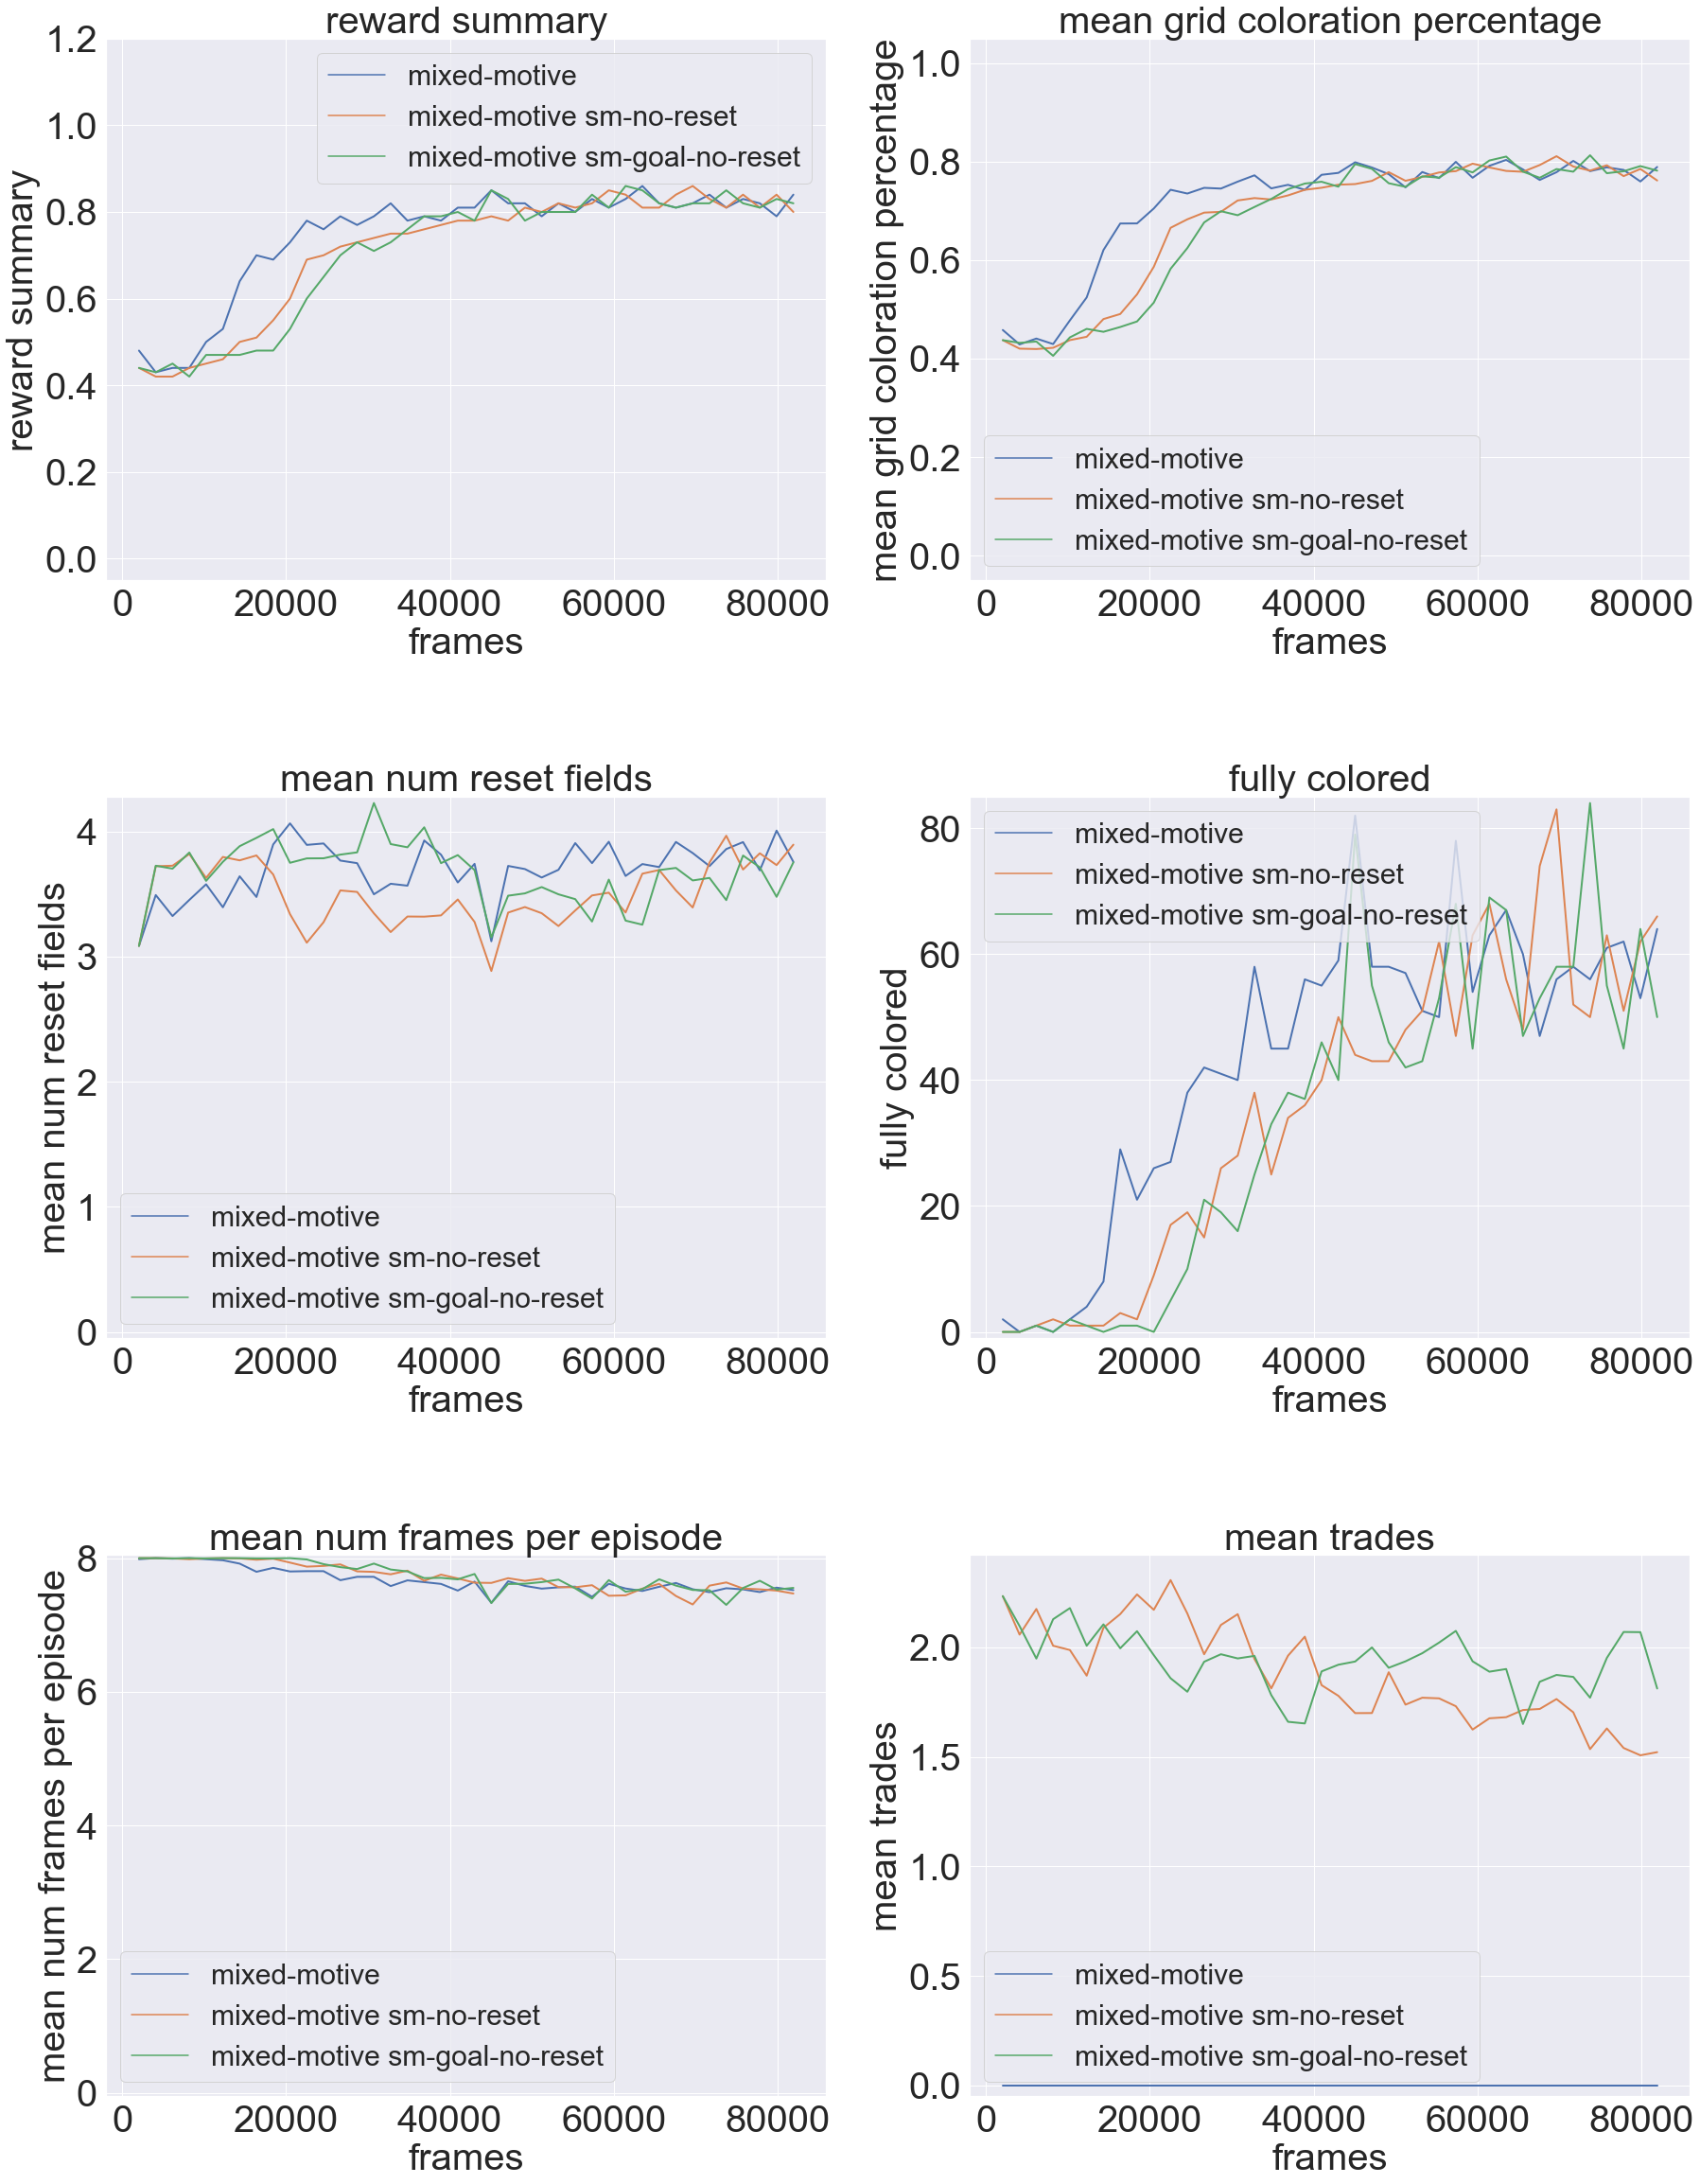 reward summary
1.2
1.0
0.8
0.6
0.4
0.2
0.0
reward summary
mixed-motive
mixed-motive sm-no-reset
mixed-motive sm-goal-no-reset
0 20000 40000 60000 80000
frames
mean grid coloration percentage
1.0
0.8
0.6
0.4
0.2
0.0
mean grid coloration percentage
mixed-motive
mixed-motive sm-no-reset
mixed-motive sm-goal-no-reset
0 20000 40000 60000 80000
frames
mean num reset fields
4
3
2
1
0
mean num reset fields
mixed-motive
mixed-motive sm-no-reset
mixed-motive sm-goal-no-reset
0 20000 40000 60000 80000
frames
fully colored
80
60
40
20
0
fully colored
mixed-motive
mixed-motive sm-no-reset
mixed-motive sm-goal-no-reset
0 20000 40000 60000 80000
frames
mean num frames per episode
8
6
4
2
0
mean num frames per episode
mixed-motive
mixed-motive sm-no-reset
mixed-motive sm-goal-no-reset
0 20000 40000 60000 80000
frames
mean trades
2.0
1.5
1.0
0.5
0.0
mean trades
mixed-motive
mixed-motive sm-no-reset
mixed-motive sm-goal-no-reset
0 20000 40000 60000 80000
frames